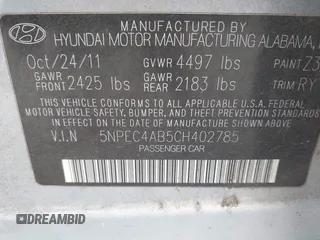 MANUFACTURED BY
HYUNDAI MOTOR MANUFACTURING ALABAMA,
Oct/24/11 GVWR 4497 lbs PAINT Z3
GAWR FRONT 2425 lbs GAWR REAR 2183 lbs TRIM RY
THIS VEHICLE CONFORMS TO ALL APPLICABLE FEDERAL
MOTOR VEHICLE SAFETY, BUMPER, AND THEFT PREVENTION
STANDARDS IN EFFECT ON THE DATE OF MANUFACTURE
SHOWN ABOVE.
V.I.N 5NPEC4AB5CH402785
PASSENGER CAR
DREAMBID